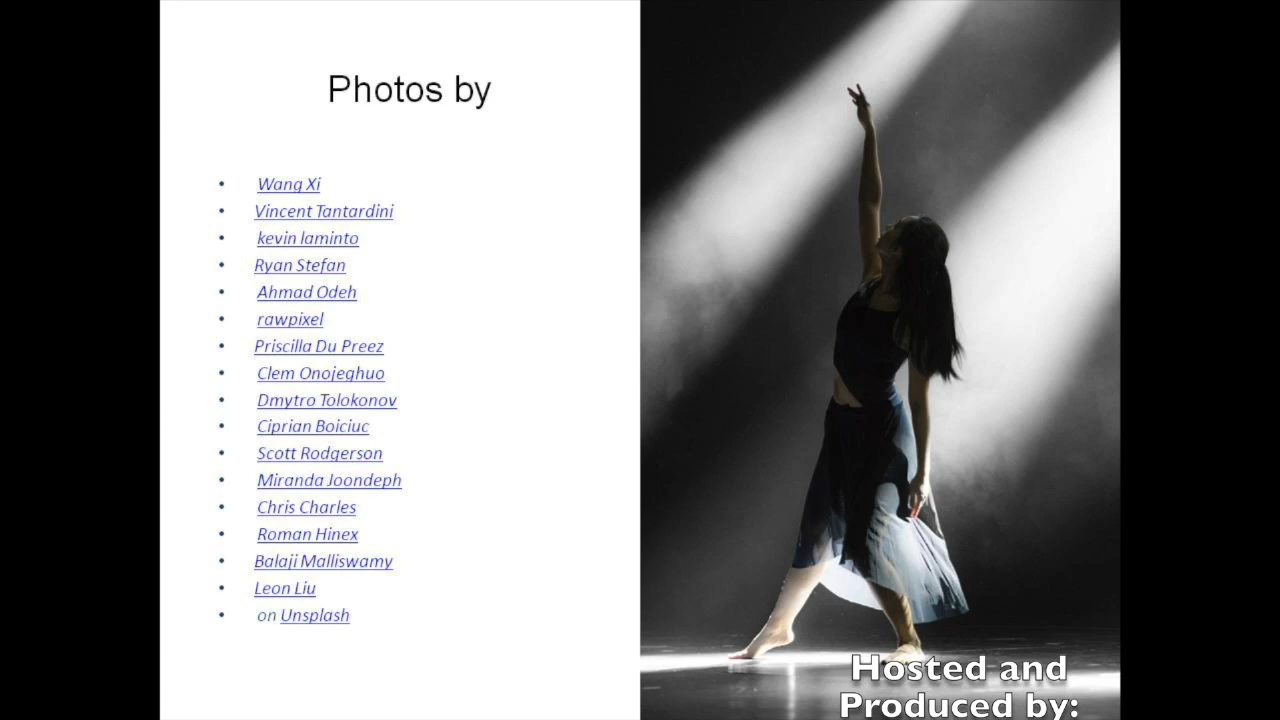 Photos by
• Wang Xi
• Vincent Tantardini
• kevin laminto
• Ryan Stefan
• Ahmad Odeh
• rawpixel
• Priscilla Du Preez
• Clem Onojeghuo
• Dmytro Tolokonov
• Ciprian Boiciuc
• Scott Rodgerson
• Miranda Joondeph
• Chris Charles
• Roman Hinex
• Balaji Malliswamy
• Leon Liu
• on Unsplash
Hosted and
Produced by: